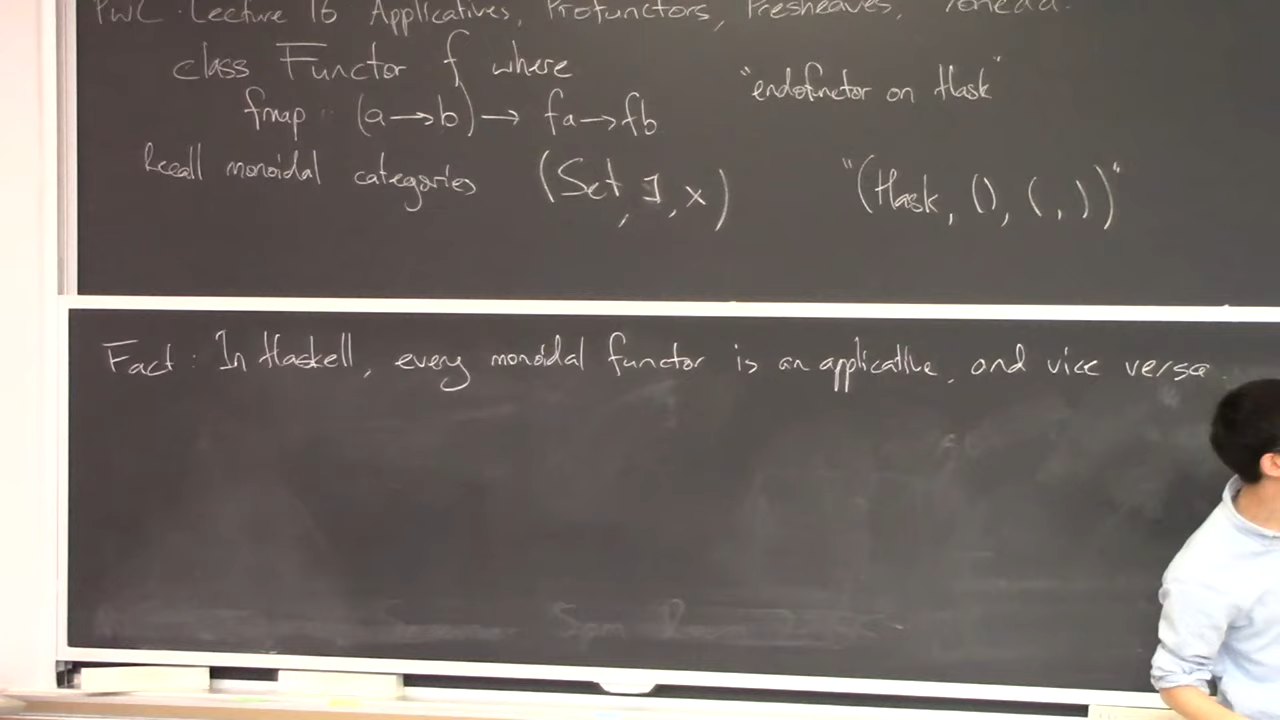 PwC. Lecture 16 Applicatives, Profunctors, Presheaves, Yoneda.
class Functor f where
"endofunctor on Hask"
fmap :: (a→b)→ fa→fb
Recall monoidal categories (Set, 1, ×) "(Hask, (), (,))"
Fact: In Haskell, every monoidal functor is an applicative, and vice versa.